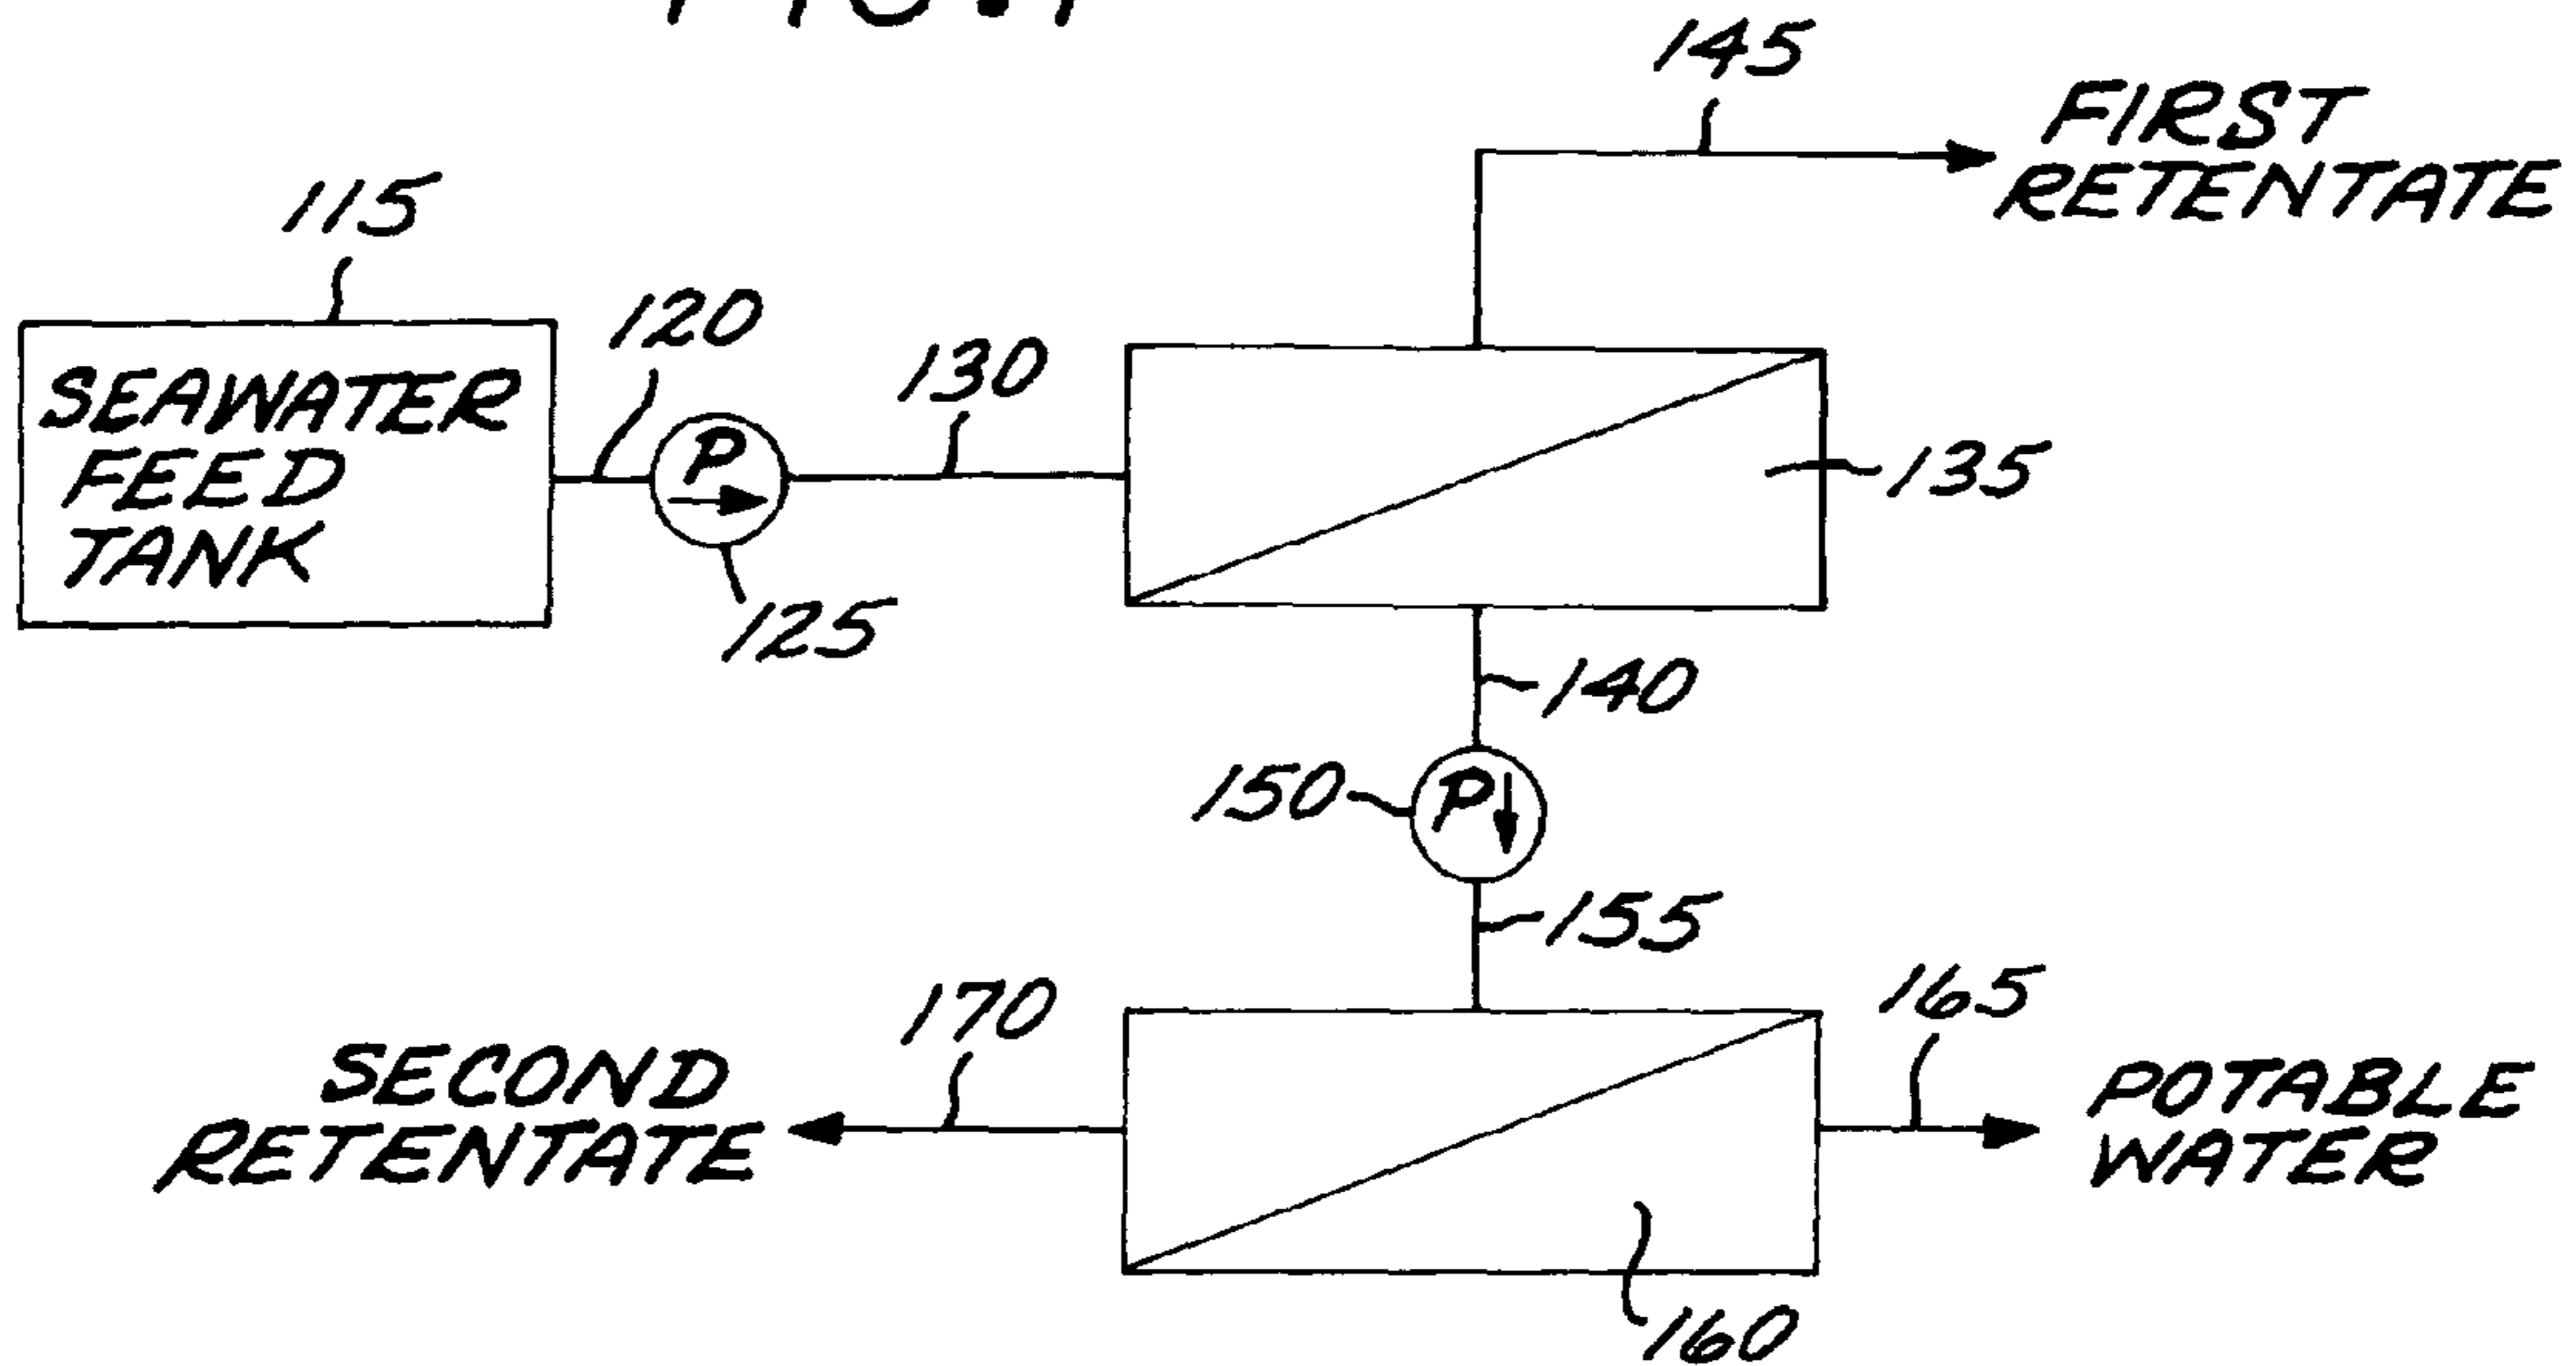 145
FIRST
RETENTATE
115
120
130
SEAWATER
FEED
TANK
P
135
125
140
150
P
155
170
165
SECOND
RETENTATE
POTABLE
WATER
160